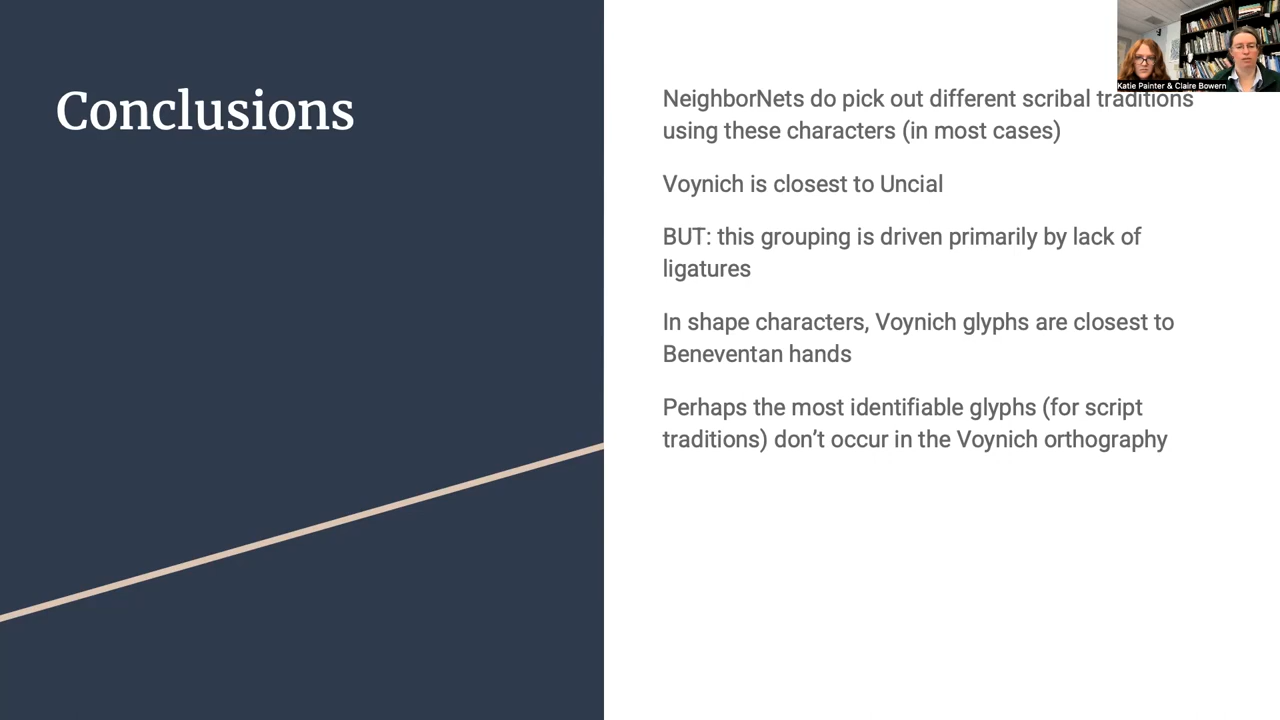 Conclusions
NeighborNets do pick out different scribal traditions
using these characters (in most cases)
Voynich is closest to Uncial
BUT: this grouping is driven primarily by lack of
ligatures
In shape characters, Voynich glyphs are closest to
Beneventan hands
Perhaps the most identifiable glyphs (for script
traditions) don’t occur in the Voynich orthography
Katie Painter & Claire Bowern